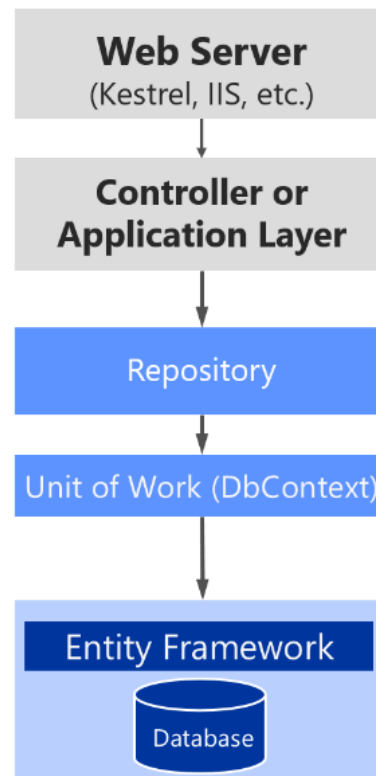 Web Server
(Kestrel, IIS, etc.)
Controller or
Application Layer
Repository
Unit of Work (DbContext)
Entity Framework
Database